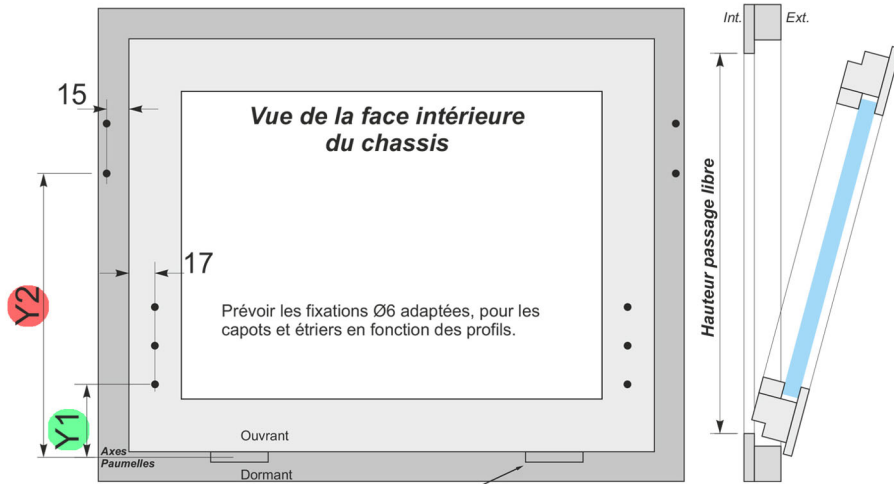 Int.
Ext.
15
Vue de la face intérieure
du chassis
Hauteur passage libre
17
Y2
Prévoir les fixations Ø6 adaptées, pour les
capots et étriers en fonction des profils.
Y1
Ouvrant
Axes
Paumelles
Dormant